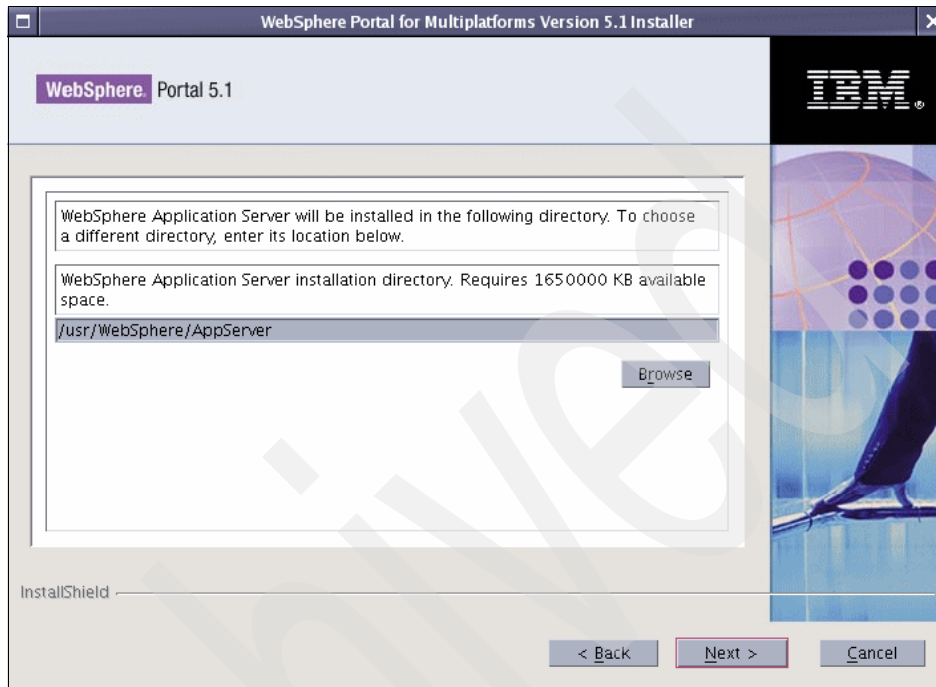 WebSphere Portal for Multiplatforms Version 5.1 Installer
WebSphere. Portal 5.1
IBM®
WebSphere Application Server will be installed in the following directory. To choose
a different directory, enter its location below.
WebSphere Application Server installation directory. Requires 1650000 KB available
space.
/usr/WebSphere/AppServer
Browse
InstallShield
< Back
Next >
Cancel